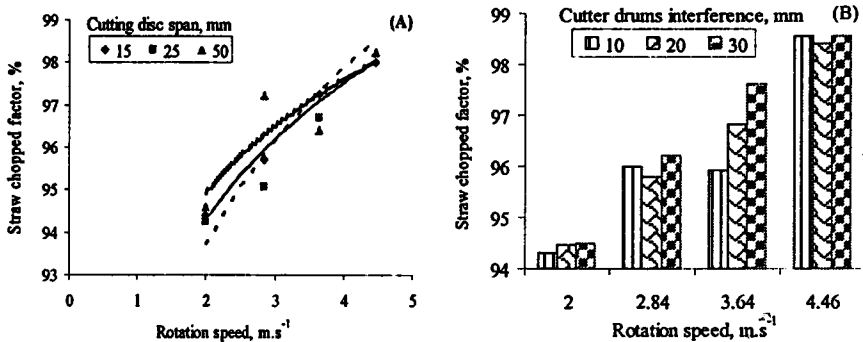 (A)
Cutting disc span, mm
15 25 50
Straw chopped factor, %
99
98
97
96
95
94
93
0 1 2 3 4 5
Rotation speed, m.s⁻¹
(B)
Cutter drums interference, mm
10 20 30
Straw chopped factor, %
99
98
97
96
95
94
2 2.84 3.64 4.46
Rotation speed, m.s⁻¹